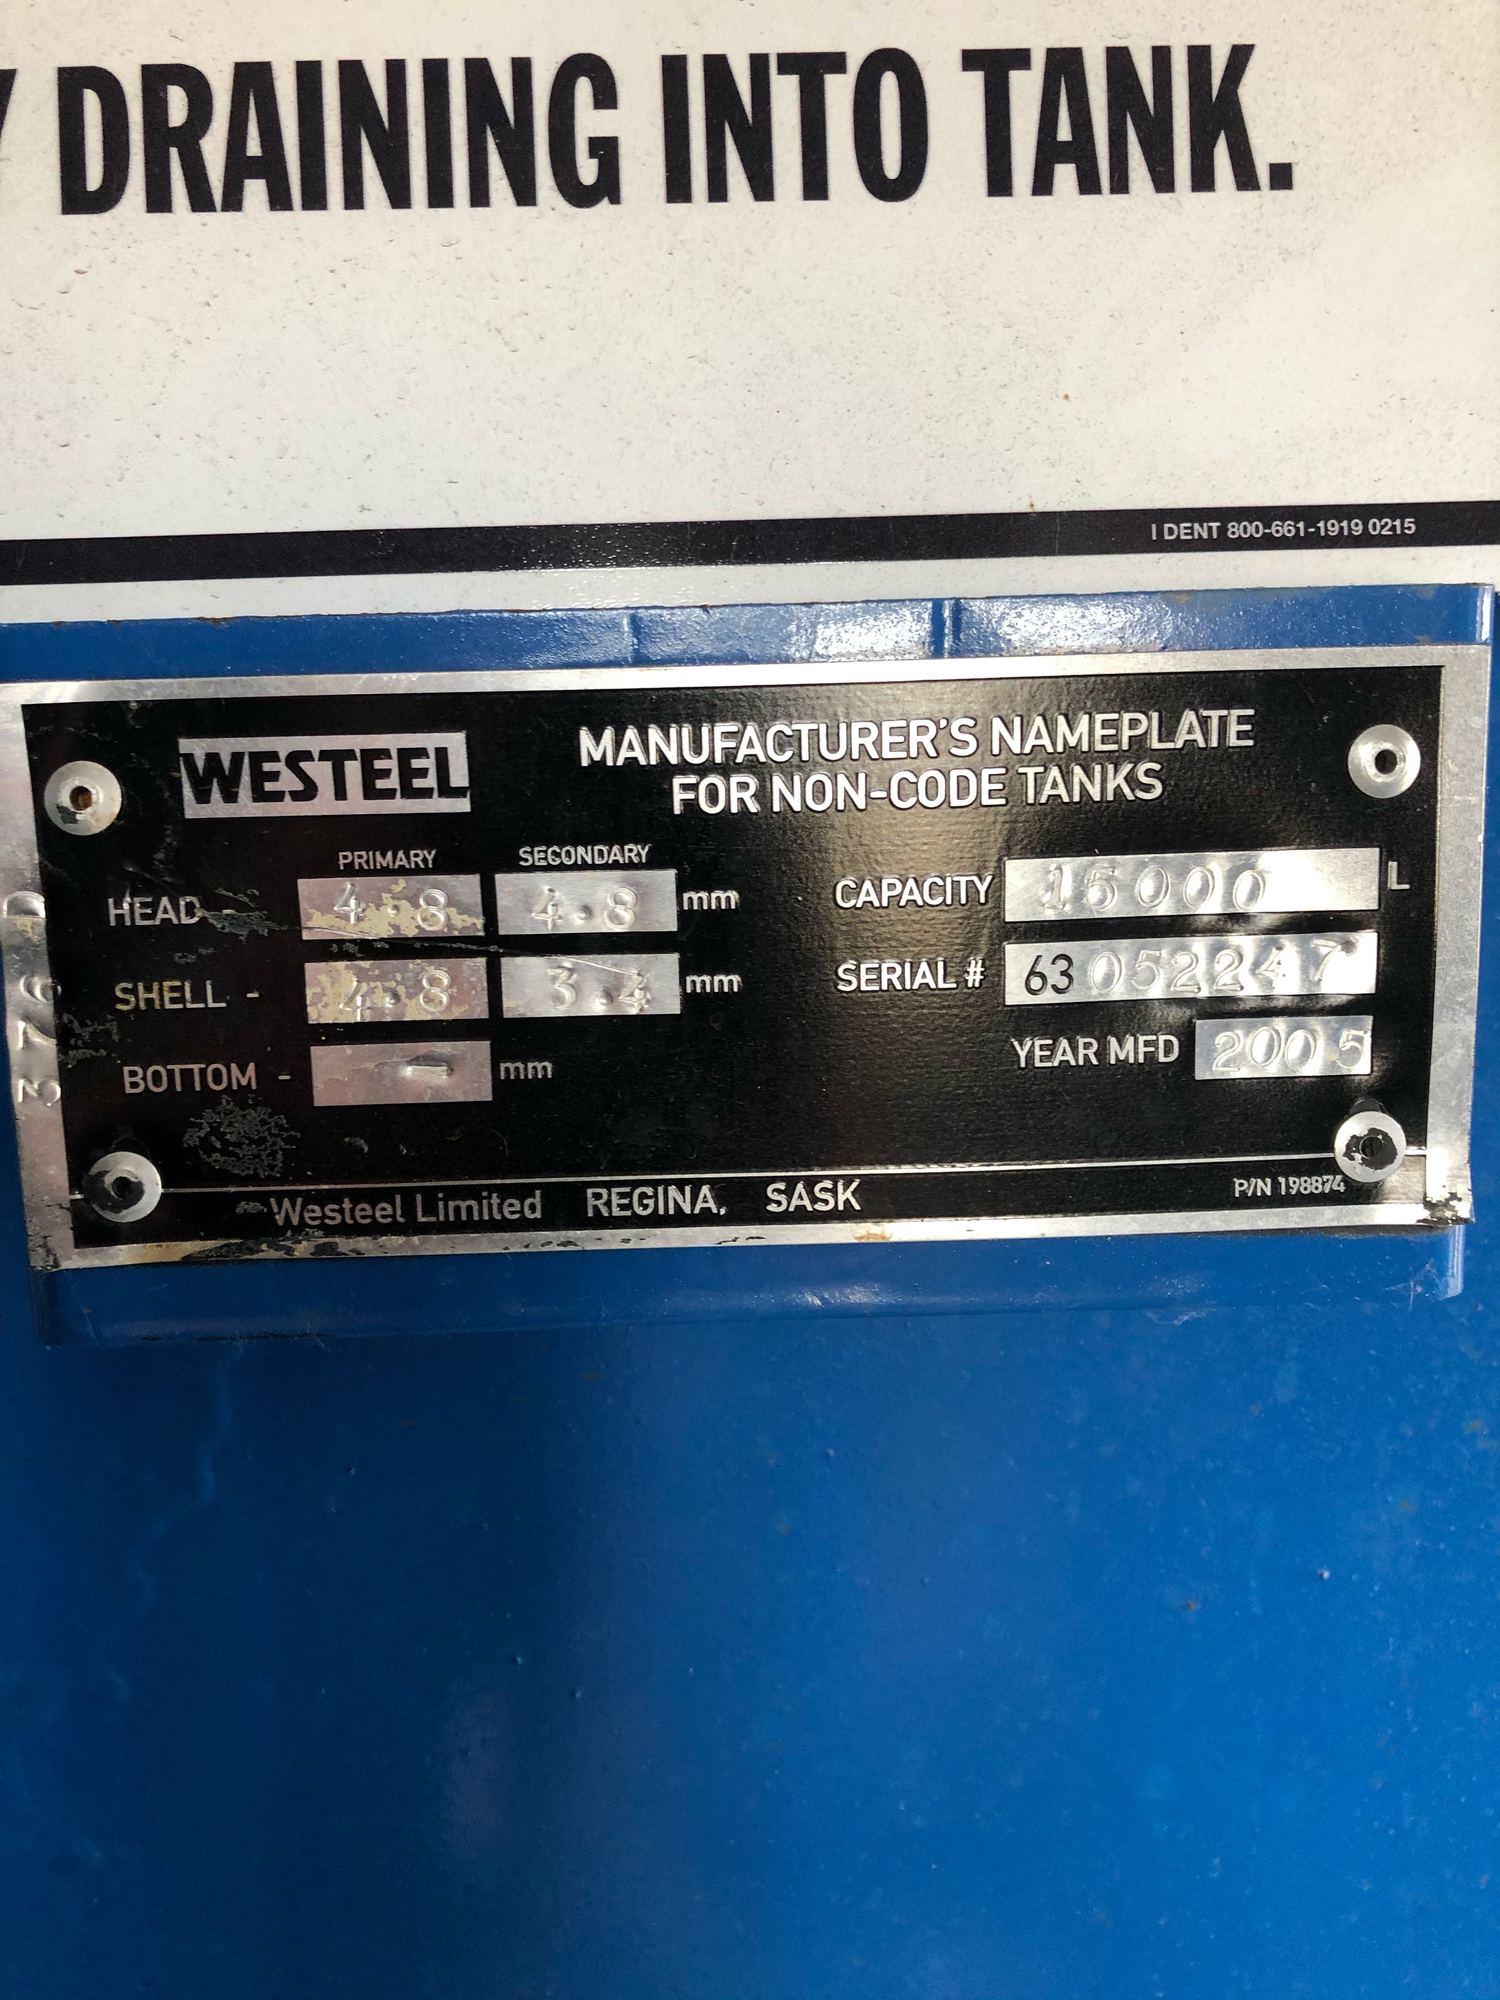 DRAINING INTO TANK.
I DENT 800-661-1919 0215
WESTEEL
MANUFACTURER'S NAMEPLATE
FOR NON-CODE TANKS
PRIMARY SECONDARY
HEAD - 4.8 4.8 mm
CAPACITY 15000 L
SHELL - 4.8 3.4 mm
SERIAL # 63 052247
BOTTOM - - mm
YEAR MFD 2005
Westeel Limited REGINA, SASK
P/N 198874